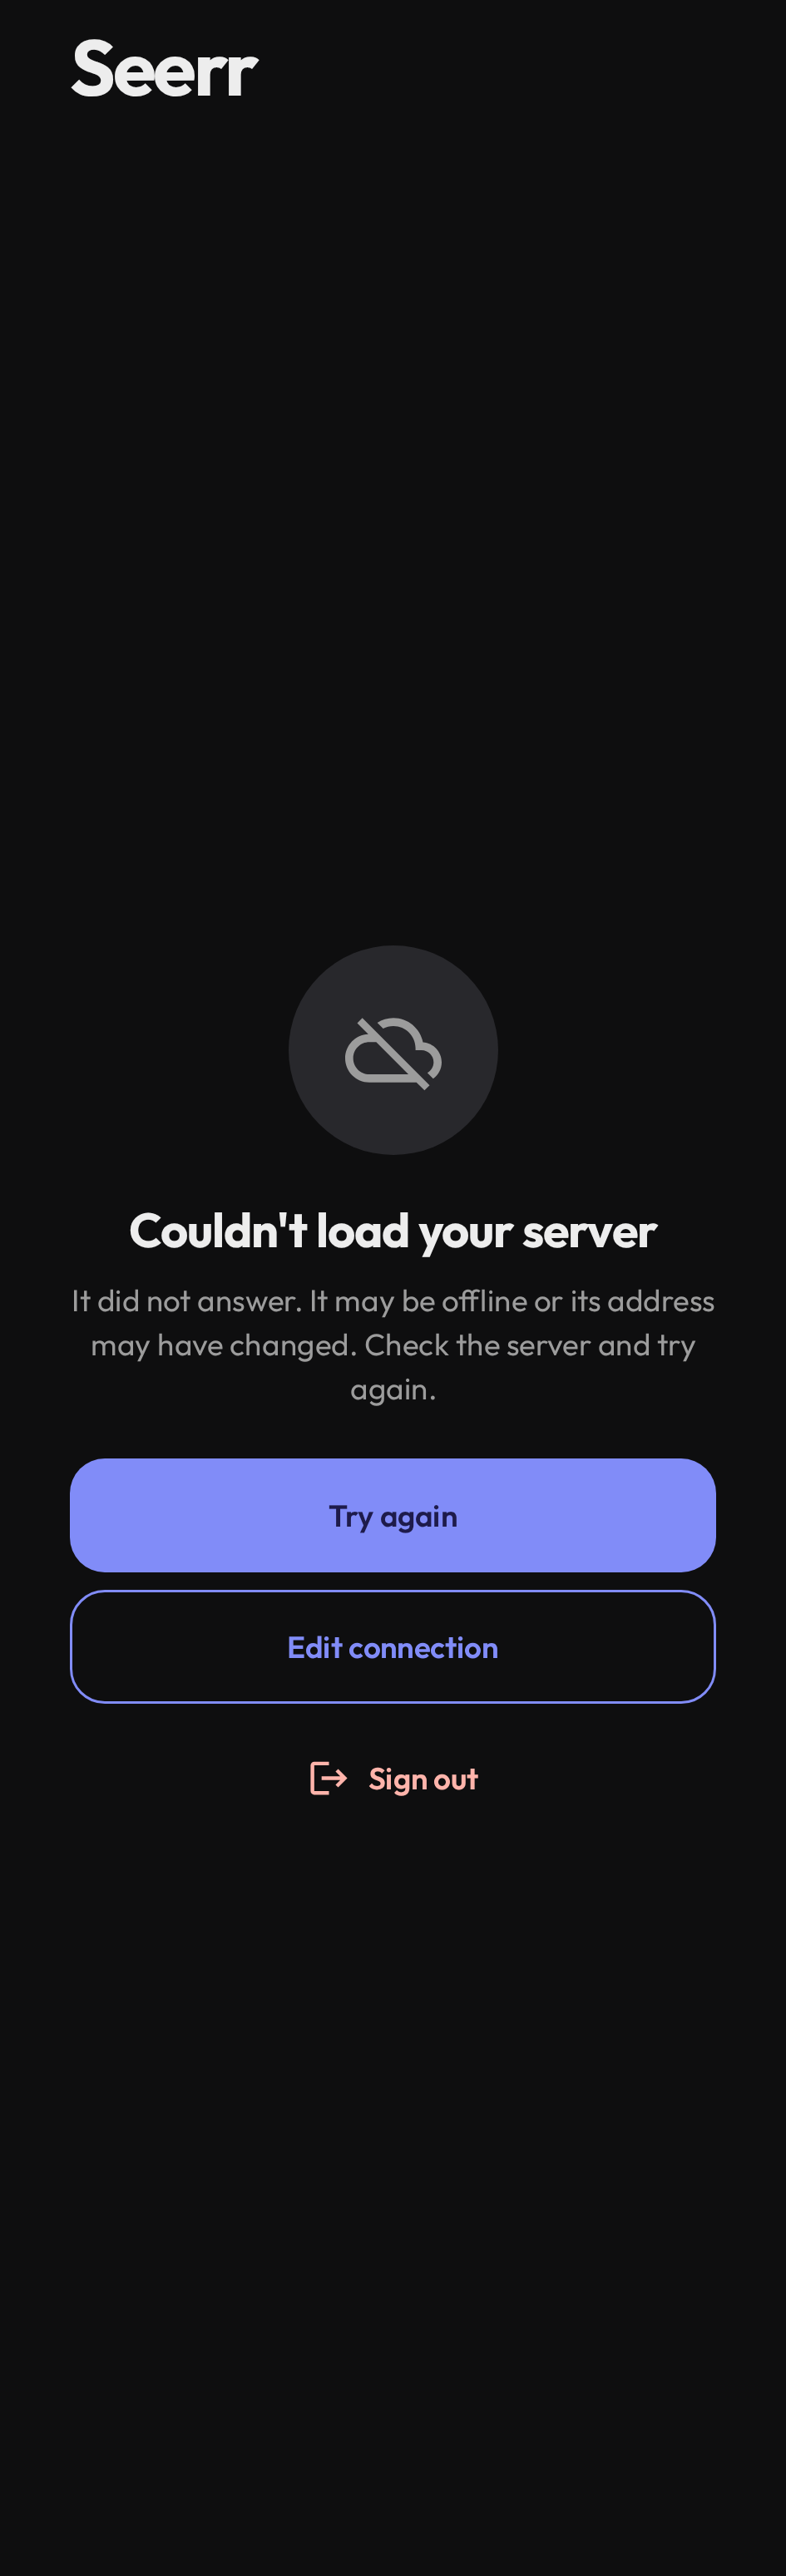 Seerr
Couldn't load your server
It did not answer. It may be offline or its address
may have changed. Check the server and try
again.
Try again
Edit connection
Sign out